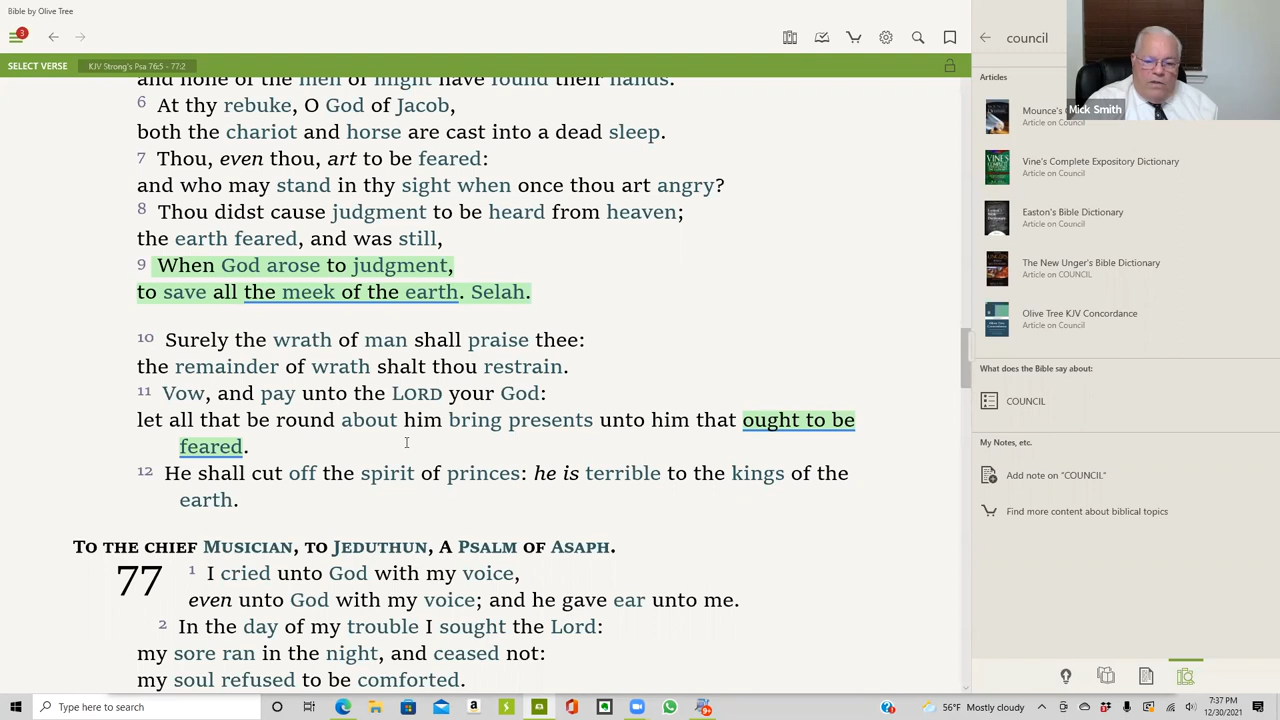 Bible by Olive Tree
3
SELECT VERSE
KJV Strong's Psa 76:5 - 77:2
and none of the men of might have found their hands.
6 At thy rebuke, O God of Jacob,
both the chariot and horse are cast into a dead sleep.
7 Thou, even thou, art to be feared:
and who may stand in thy sight when once thou art angry?
8 Thou didst cause judgment to be heard from heaven;
the earth feared, and was still,
9 When God arose to judgment,
to save all the meek of the earth. Selah.
10 Surely the wrath of man shall praise thee:
the remainder of wrath shalt thou restrain.
11 Vow, and pay unto the LORD your God:
let all that be round about him bring presents unto him that ought to be
feared.
12 He shall cut off the spirit of princes: he is terrible to the kings of the
earth.
TO THE CHIEF MUSICIAN, TO JEDUTHUN, A PSALM OF ASAPH.
77
1 I cried unto God with my voice,
even unto God with my voice; and he gave ear unto me.
2 In the day of my trouble I sought the Lord:
my sore ran in the night, and ceased not:
my soul refused to be comforted.
council
Mick Smith
Articles
Mounce's
Article on Council
Vine's Complete Expository Dictionary
Article on Council
Easton's Bible Dictionary
Article on Council
The New Unger's Bible Dictionary
Article on COUNCIL
Olive Tree KJV Concordance
Article on Council
What does the Bible say about:
COUNCIL
My Notes, etc.
Add note on "COUNCIL"
Find more content about biblical topics
Type here to search
56°F Mostly cloudy
7:37 PM
12/30/2021